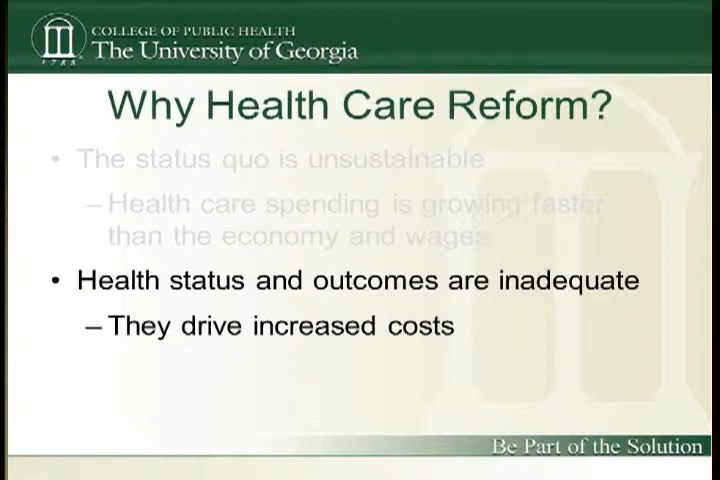 COLLEGE OF PUBLIC HEALTH
The University of Georgia
1785
Why Health Care Reform?
• The status quo is unsustainable
– Health care spending is growing faster
than the economy and wages
• Health status and outcomes are inadequate
– They drive increased costs
Be Part of the Solution